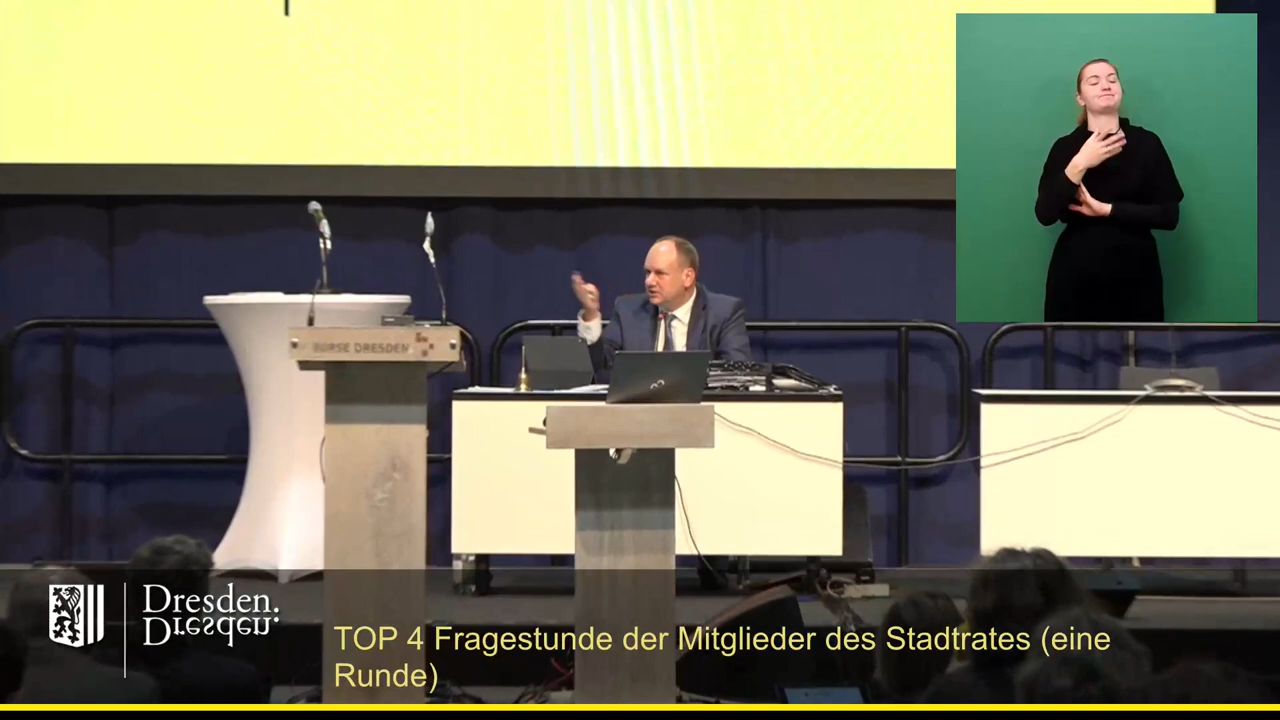 BÖRSE DRESDEN
Dresden.
Dresden.
TOP 4 Fragestunde der Mitglieder des Stadtrates (eine
Runde)